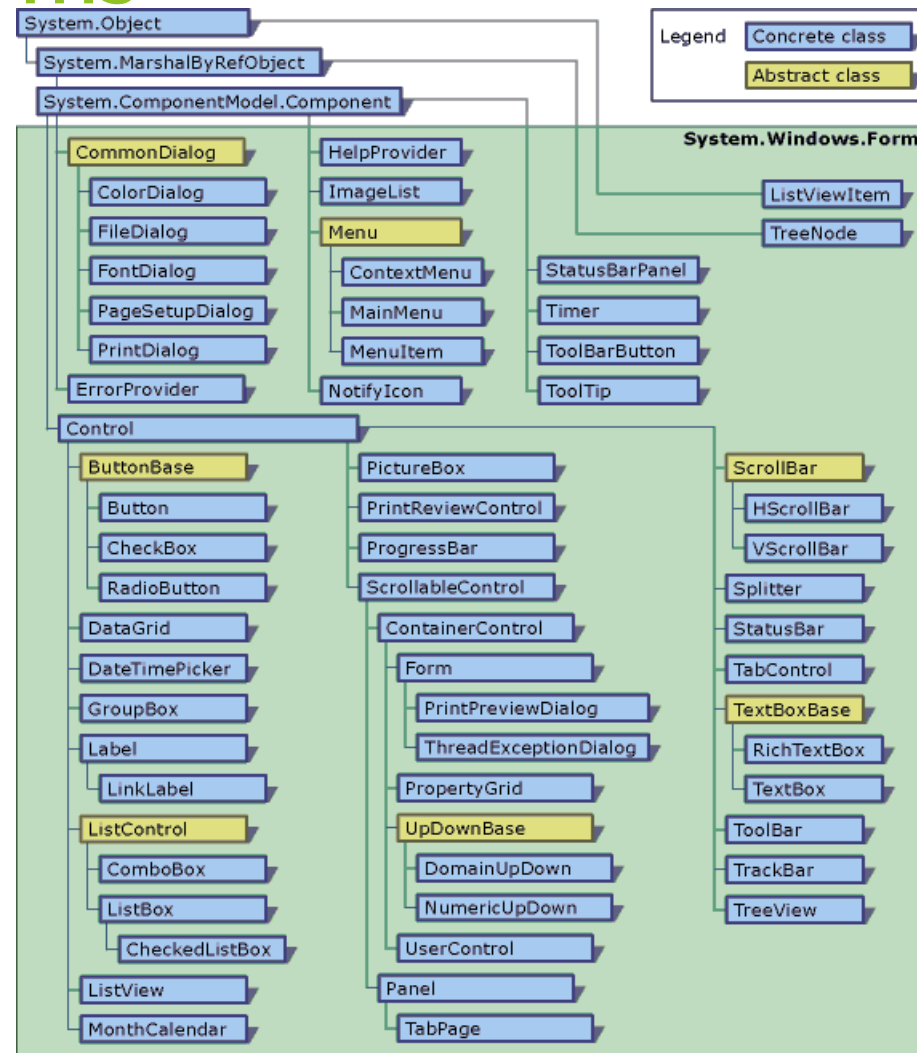 System.Object
Legend
Concrete class
Abstract class
System.MarshalByRefObject
System.ComponentModel.Component
System.Windows.Form
CommonDialog
ColorDialog
FileDialog
FontDialog
PageSetupDialog
PrintDialog
ErrorProvider
HelpProvider
ImageList
Menu
ContextMenu
MainMenu
MenuItem
NotifyIcon
StatusBarPanel
Timer
ToolBarButton
ToolTip
ListViewItem
TreeNode
Control
ButtonBase
Button
CheckBox
RadioButton
DataGrid
DateTimePicker
GroupBox
Label
LinkLabel
ListControl
ComboBox
ListBox
CheckedListBox
ListView
MonthCalendar
PictureBox
PrintReviewControl
ProgressBar
ScrollableControl
ContainerControl
Form
PrintPreviewDialog
ThreadExceptionDialog
PropertyGrid
UpDownBase
DomainUpDown
NumericUpDown
UserControl
Panel
TabPage
ScrollBar
HScrollBar
VScrollBar
Splitter
StatusBar
TabControl
TextBoxBase
RichTextBox
TextBox
ToolBar
TrackBar
TreeView